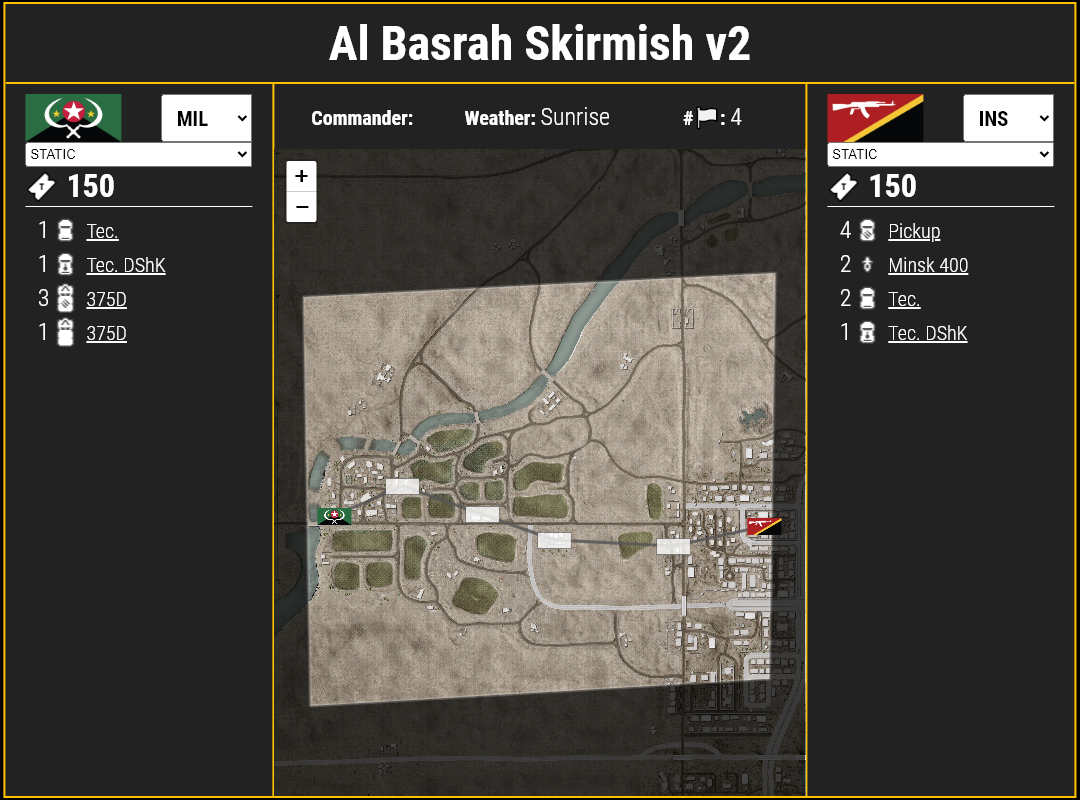 Al Basrah Skirmish v2
MIL
STATIC
T 150
1 Tec.
1 Tec. DShK
3 375D
1 375D
Commander:
Weather: Sunrise
# : 4
+
−
INS
STATIC
T 150
4 Pickup
2 Minsk 400
2 Tec.
1 Tec. DShK